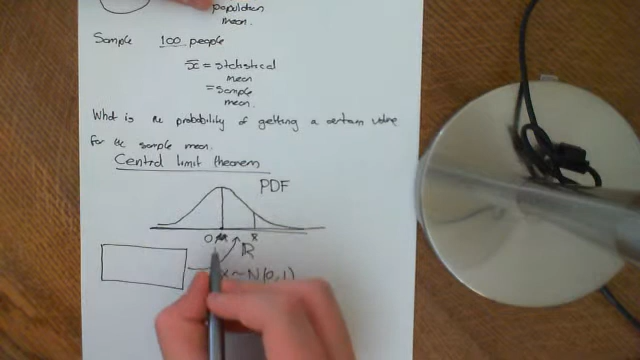 population
mean.
Sample 100 people
x̄ = statistical
mean
= sample
mean.
What is the probability of getting a certain value
for the sample mean.
Central limit theorem
PDF
0 x
ℝ
x ~ N(0,1)